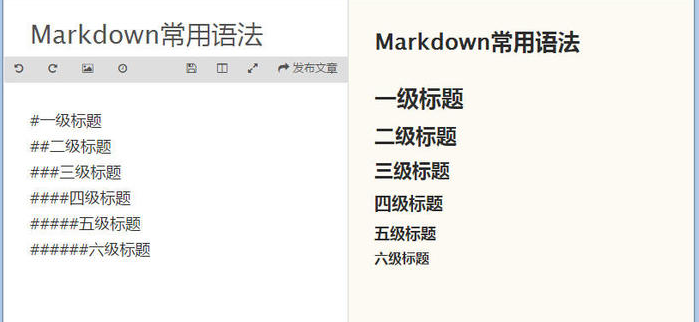 Markdown常用语法
发布文章
#一级标题
##二级标题
###三级标题
####四级标题
#####五级标题
######六级标题
Markdown常用语法
一级标题
二级标题
三级标题
四级标题
五级标题
六级标题